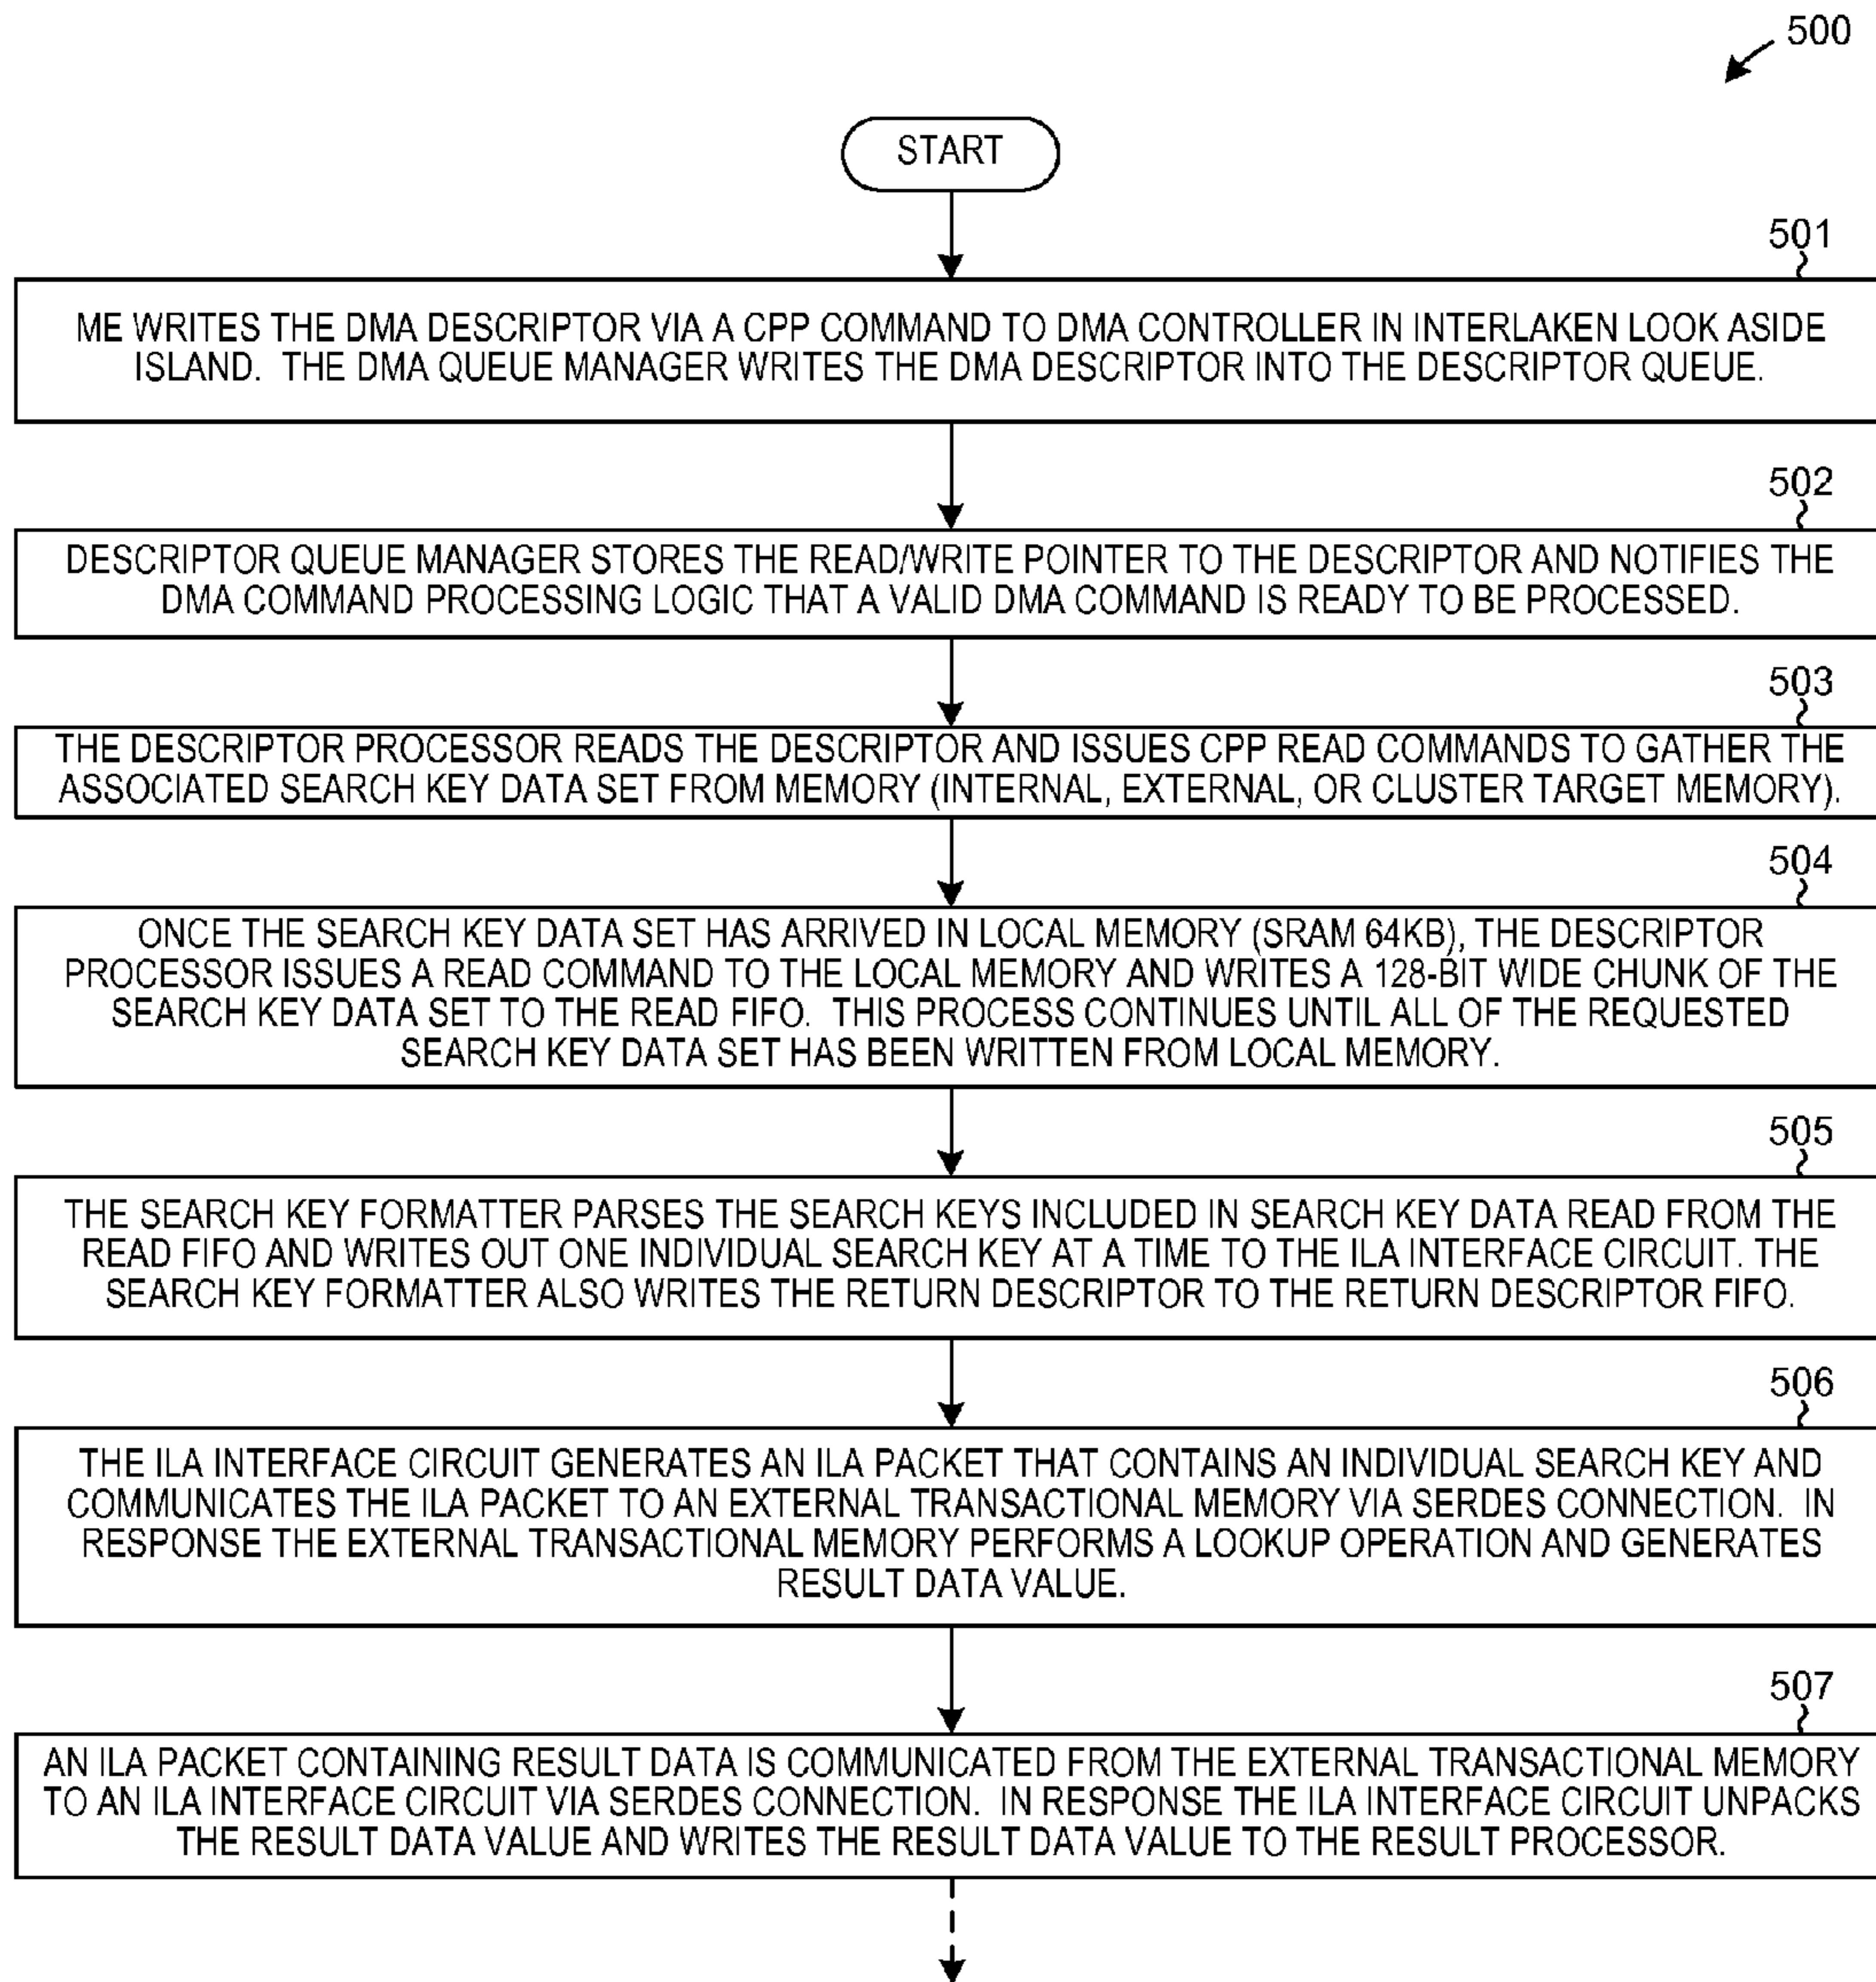 500
START
501
ME WRITES THE DMA DESCRIPTOR VIA A CPP COMMAND TO DMA CONTROLLER IN INTERLAKEN LOOK ASIDE
ISLAND. THE DMA QUEUE MANAGER WRITES THE DMA DESCRIPTOR INTO THE DESCRIPTOR QUEUE.
502
DESCRIPTOR QUEUE MANAGER STORES THE READ/WRITE POINTER TO THE DESCRIPTOR AND NOTIFIES THE
DMA COMMAND PROCESSING LOGIC THAT A VALID DMA COMMAND IS READY TO BE PROCESSED.
503
THE DESCRIPTOR PROCESSOR READS THE DESCRIPTOR AND ISSUES CPP READ COMMANDS TO GATHER THE
ASSOCIATED SEARCH KEY DATA SET FROM MEMORY (INTERNAL, EXTERNAL, OR CLUSTER TARGET MEMORY).
504
ONCE THE SEARCH KEY DATA SET HAS ARRIVED IN LOCAL MEMORY (SRAM 64KB), THE DESCRIPTOR
PROCESSOR ISSUES A READ COMMAND TO THE LOCAL MEMORY AND WRITES A 128-BIT WIDE CHUNK OF THE
SEARCH KEY DATA SET TO THE READ FIFO. THIS PROCESS CONTINUES UNTIL ALL OF THE REQUESTED
SEARCH KEY DATA SET HAS BEEN WRITTEN FROM LOCAL MEMORY.
505
THE SEARCH KEY FORMATTER PARSES THE SEARCH KEYS INCLUDED IN SEARCH KEY DATA READ FROM THE
READ FIFO AND WRITES OUT ONE INDIVIDUAL SEARCH KEY AT A TIME TO THE ILA INTERFACE CIRCUIT. THE
SEARCH KEY FORMATTER ALSO WRITES THE RETURN DESCRIPTOR TO THE RETURN DESCRIPTOR FIFO.
506
THE ILA INTERFACE CIRCUIT GENERATES AN ILA PACKET THAT CONTAINS AN INDIVIDUAL SEARCH KEY AND
COMMUNICATES THE ILA PACKET TO AN EXTERNAL TRANSACTIONAL MEMORY VIA SERDES CONNECTION. IN
RESPONSE THE EXTERNAL TRANSACTIONAL MEMORY PERFORMS A LOOKUP OPERATION AND GENERATES
RESULT DATA VALUE.
507
AN ILA PACKET CONTAINING RESULT DATA IS COMMUNICATED FROM THE EXTERNAL TRANSACTIONAL MEMORY
TO AN ILA INTERFACE CIRCUIT VIA SERDES CONNECTION. IN RESPONSE THE ILA INTERFACE CIRCUIT UNPACKS
THE RESULT DATA VALUE AND WRITES THE RESULT DATA VALUE TO THE RESULT PROCESSOR.